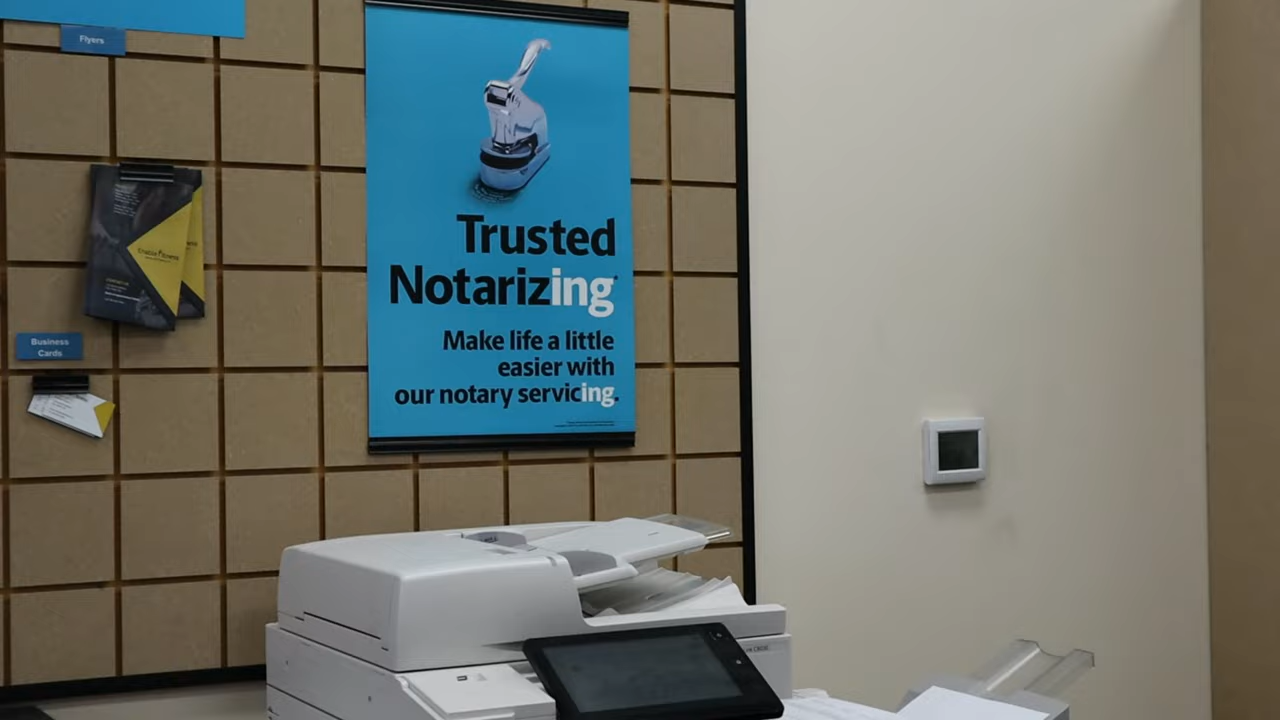 Flyers
Trusted
Notarizing
Make life a little
easier with
our notary servicing.
Business
Cards